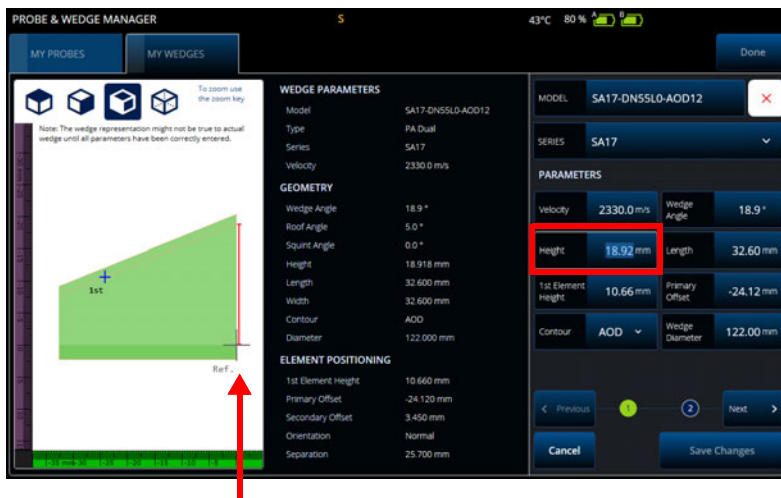 PROBE & WEDGE MANAGER S 43°C 80 % A B
MY PROBES MY WEDGES Done
To zoom use
the zoom key
Note: The wedge representation might not be true to actual
wedge until all parameters have been correctly entered.
1st
Ref.
WEDGE PARAMETERS
Model SA17-DN55L0-AOD12
Type PA Dual
Series SA17
Velocity 2330.0 m/s
GEOMETRY
Wedge Angle 18.9 °
Roof Angle 5.0 °
Squint Angle 0.0 °
Height 18.918 mm
Length 32.600 mm
Width 32.600 mm
Contour AOD
Diameter 122.000 mm
ELEMENT POSITIONING
1st Element Height 10.660 mm
Primary Offset -24.120 mm
Secondary Offset 3.450 mm
Orientation Normal
Separation 25.700 mm
MODEL SA17-DN55L0-AOD12
SERIES SA17
PARAMETERS
Velocity 2330.0 m/s Wedge Angle 18.9 °
Height 18.92 mm Length 32.60 mm
1st Element Height 10.66 mm Primary Offset -24.12 mm
Contour AOD Wedge Diameter 122.00 mm
< Previous 1 2 Next >
Cancel Save Changes